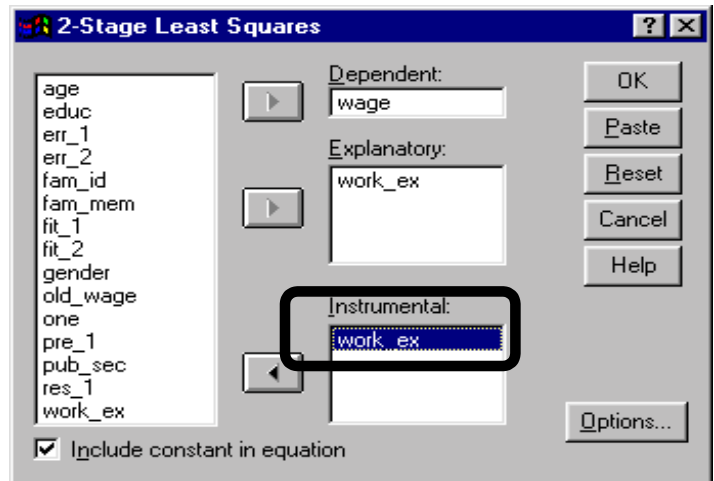 2-Stage Least Squares
age
educ
err_1
err_2
fam_id
fam_mem
fit_1
fit_2
gender
old_wage
one
pre_1
pub_sec
res_1
work_ex
Dependent:
wage
Explanatory:
work_ex
Instrumental:
work_ex
OK
Paste
Reset
Cancel
Help
Options...
Include constant in equation